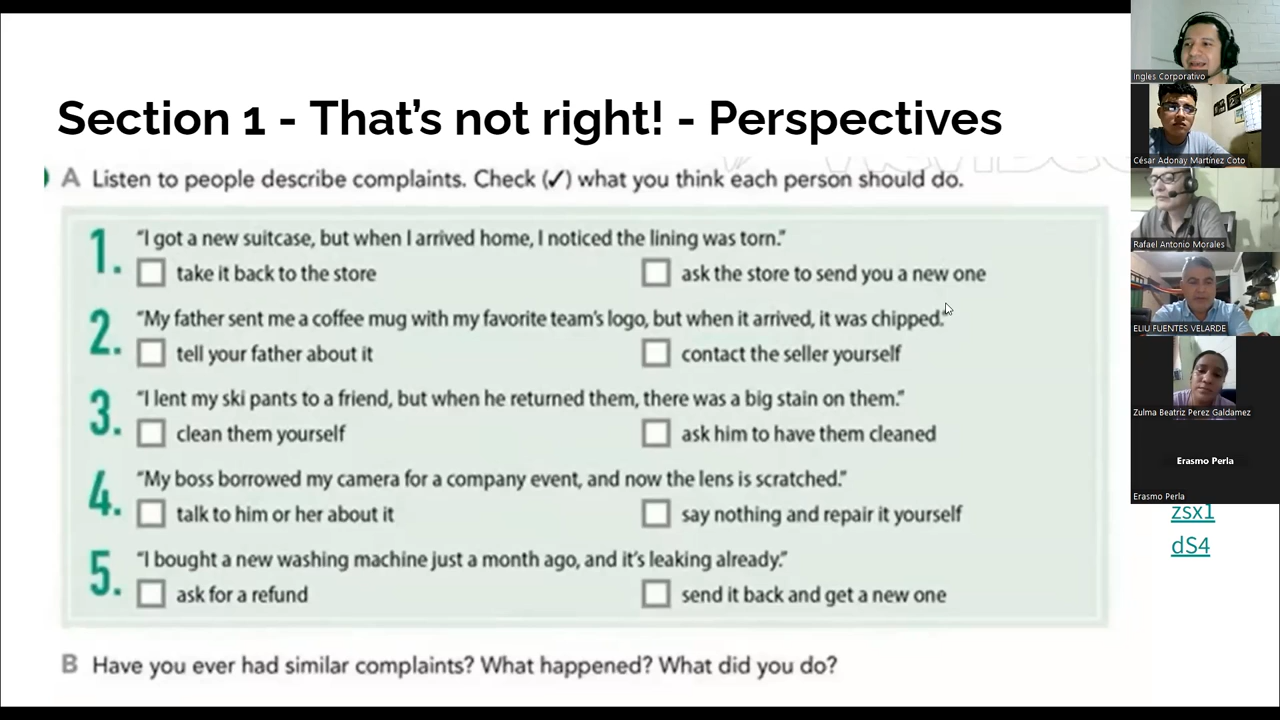 Section 1 - That's not right! - Perspectives
A Listen to people describe complaints. Check (✓) what you think each person should do.
1. "I got a new suitcase, but when I arrived home, I noticed the lining was torn."
take it back to the store
ask the store to send you a new one
2. "My father sent me a coffee mug with my favorite team's logo, but when it arrived, it was chipped."
tell your father about it
contact the seller yourself
3. "I lent my ski pants to a friend, but when he returned them, there was a big stain on them."
clean them yourself
ask him to have them cleaned
4. "My boss borrowed my camera for a company event, and now the lens is scratched."
talk to him or her about it
say nothing and repair it yourself
5. "I bought a new washing machine just a month ago, and it's leaking already."
ask for a refund
send it back and get a new one
B Have you ever had similar complaints? What happened? What did you do?
Ingles Corporativo
César Adonay Martínez Coto
Rafael Antonio Morales
ELIU FUENTES VELARDE
Zulma Beatriz Perez Galdamez
Erasmo Perla
Erasmo Perla
zsx1
dS4